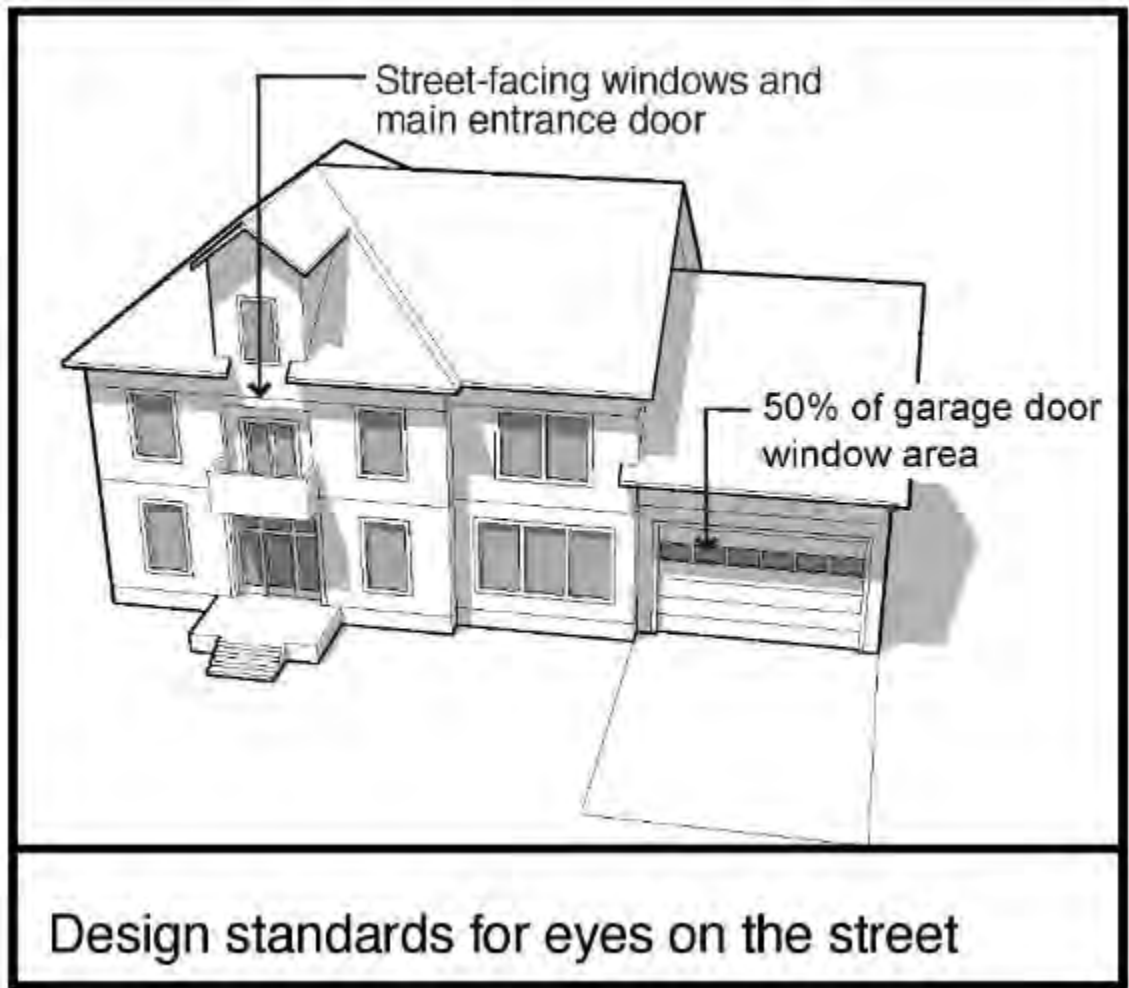 Street-facing windows and
main entrance door
50% of garage door
window area
Design standards for eyes on the street